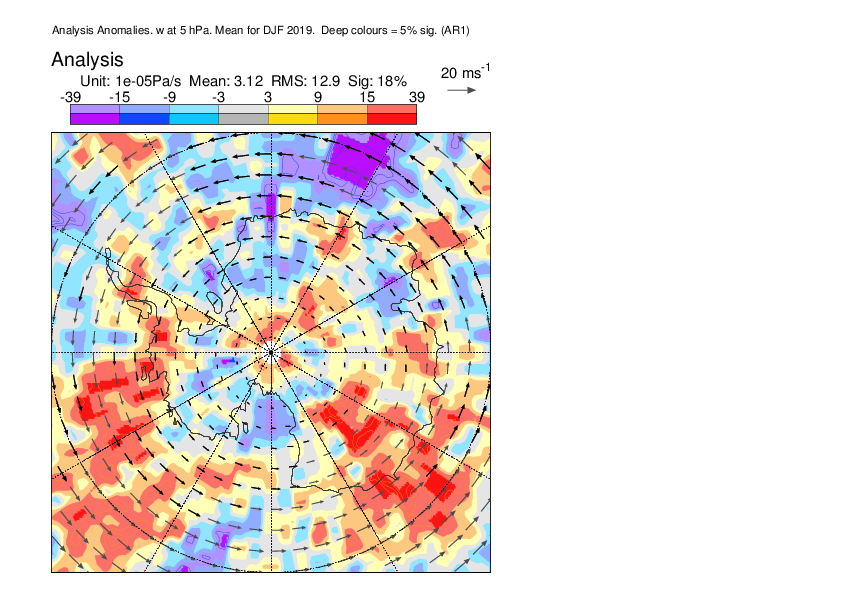 Analysis Anomalies. w at 5 hPa. Mean for DJF 2019. Deep colours = 5% sig. (AR1)
Analysis
Unit: 1e-05Pa/s Mean: 3.12 RMS: 12.9 Sig: 18%
20 ms-1
-39 -15 -9 -3 3 9 15 39